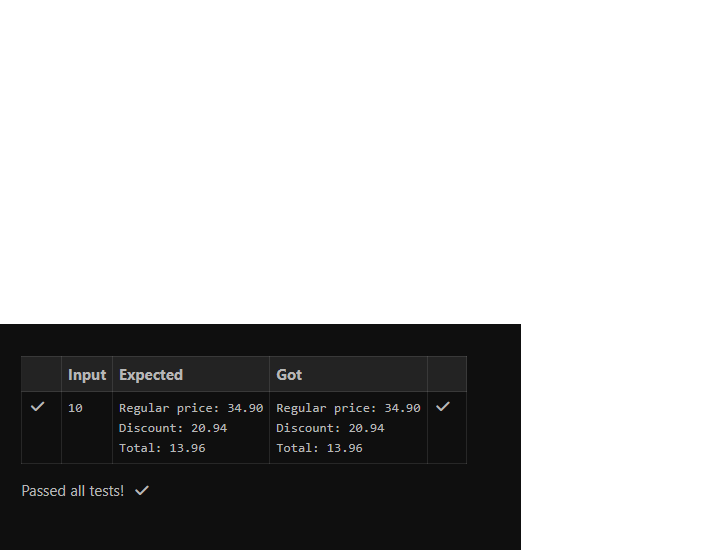 Input Expected Got
10 Regular price: 34.90 Regular price: 34.90
Discount: 20.94 Discount: 20.94
Total: 13.96 Total: 13.96
Passed all tests!